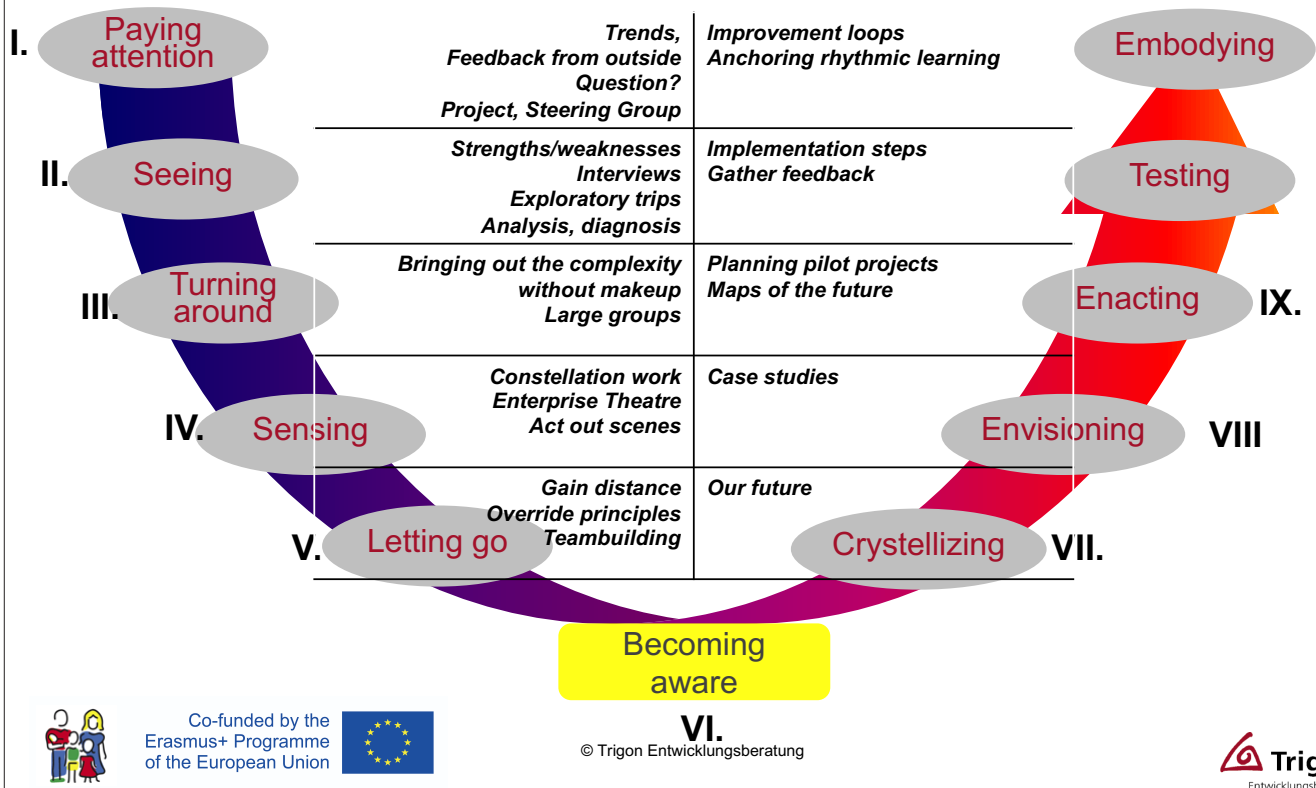 I.
Paying
attention
Trends,
Feedback from outside
Question?
Project, Steering Group
Improvement loops
Anchoring rhythmic learning
Embodying
II.
Seeing
Strengths/weaknesses
Interviews
Exploratory trips
Analysis, diagnosis
Implementation steps
Gather feedback
Testing
III.
Turning
around
Bringing out the complexity
without makeup
Large groups
Planning pilot projects
Maps of the future
Enacting
IX.
IV.
Sensing
Constellation work
Enterprise Theatre
Act out scenes
Case studies
Envisioning
VIII
V.
Letting go
Gain distance
Override principles
Teambuilding
Our future
Crystellizing
VII.
Becoming
aware
VI.
© Trigon Entwicklungsberatung
Co-funded by the
Erasmus+ Programme
of the European Union